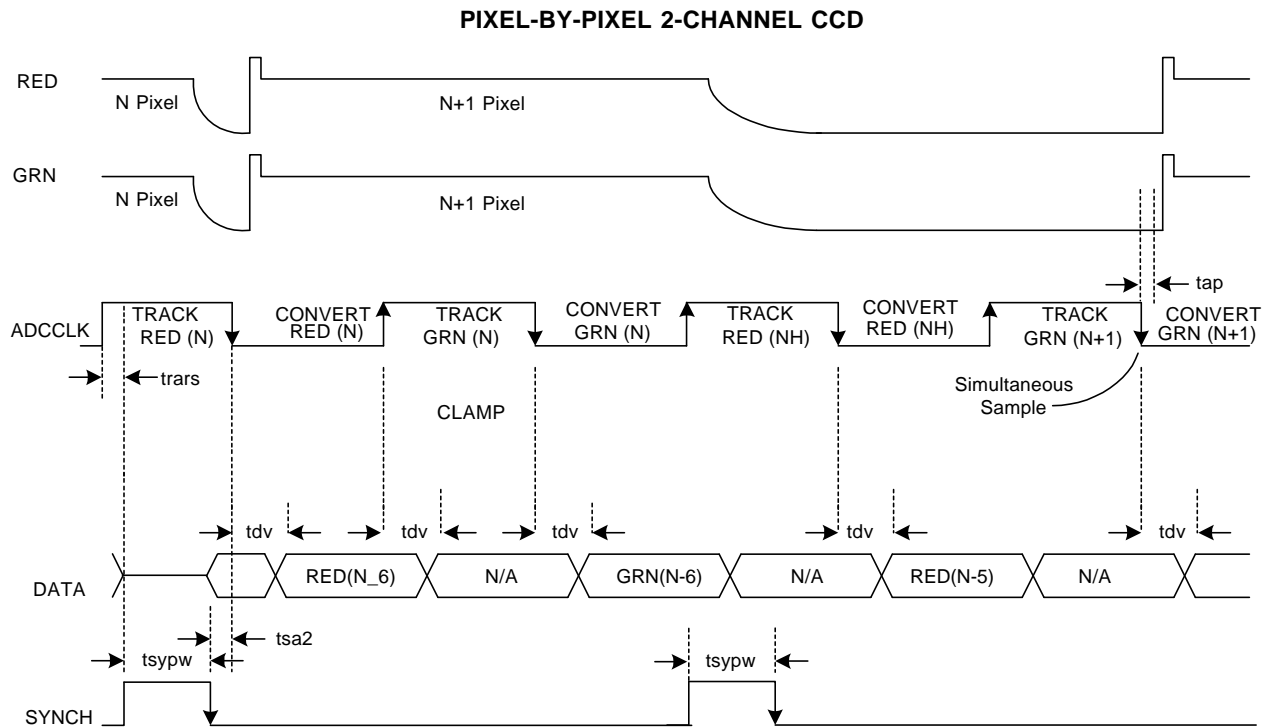 PIXEL-BY-PIXEL 2-CHANNEL CCD
RED
N Pixel
N+1 Pixel
GRN
N Pixel
N+1 Pixel
tap
ADCCLK
TRACK
RED (N)
CONVERT
RED (N)
TRACK
GRN (N)
CONVERT
GRN (N)
TRACK
RED (NH)
CONVERT
RED (NH)
TRACK
GRN (N+1)
CONVERT
GRN (N+1)
trars
Simultaneous
Sample
CLAMP
tdv
tdv
tdv
tdv
tdv
DATA
RED(N_6)
N/A
GRN(N-6)
N/A
RED(N-5)
N/A
tsa2
tsypw
tsypw
SYNCH